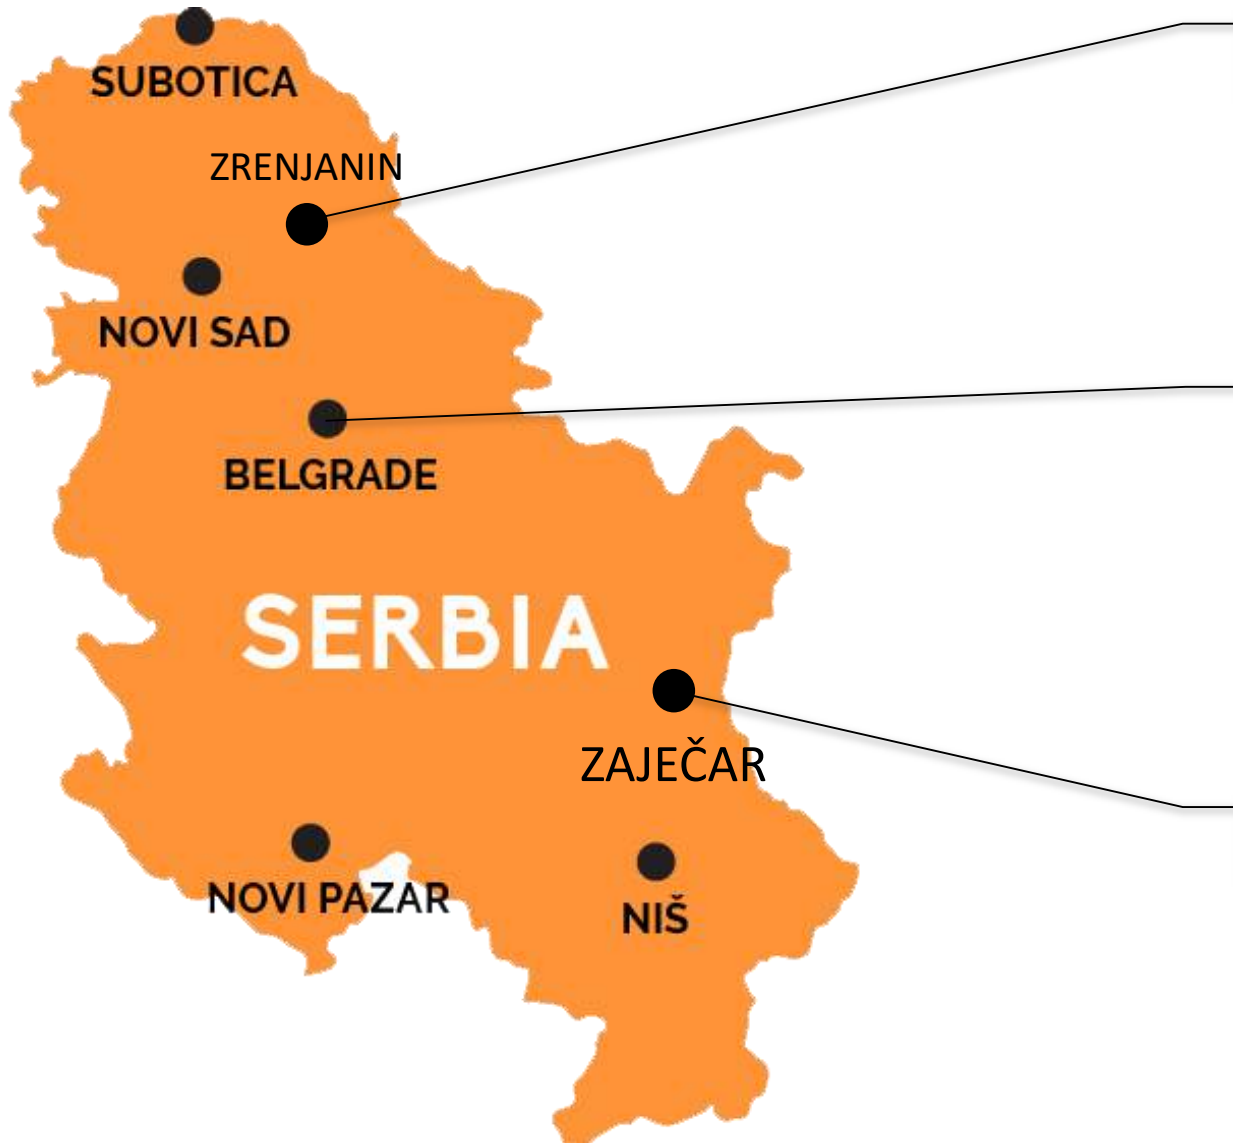 SUBOTICA
ZRENJANIN
NOVI SAD
BELGRADE
SERBIA
ZAJEČAR
NOVI PAZAR
NIŠ